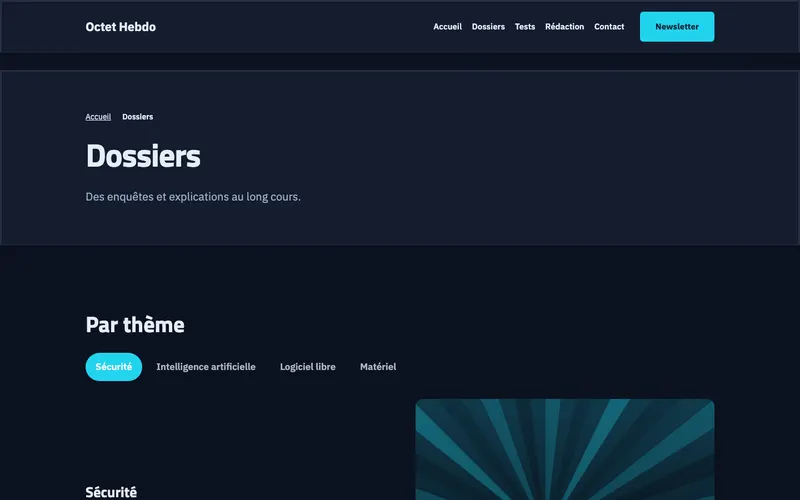 Octet Hebdo
Accueil Dossiers Tests Rédaction Contact Newsletter
Accueil Dossiers
Dossiers
Des enquêtes et explications au long cours.
Par thème
Sécurité Intelligence artificielle Logiciel libre Matériel
Sécurité